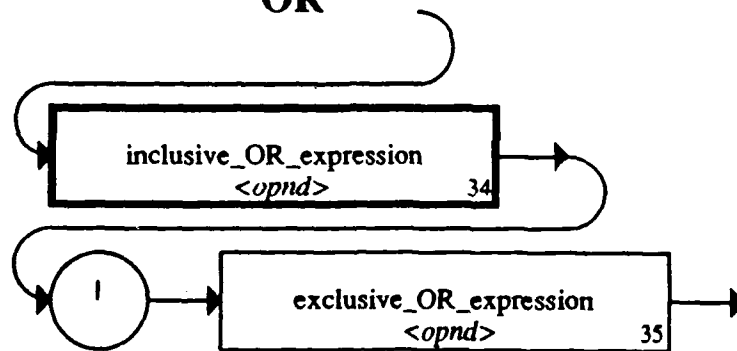 OR
inclusive_OR_expression
<opnd> 34
|
exclusive_OR_expression
<opnd> 35